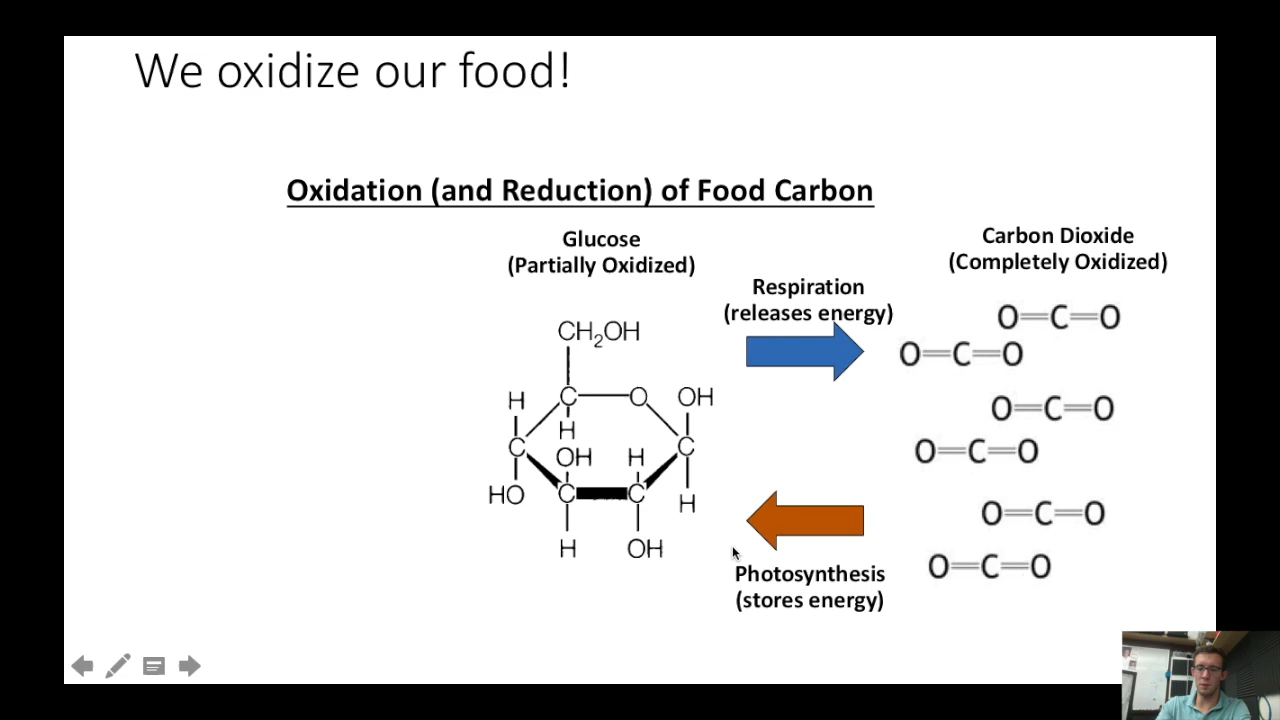 We oxidize our food!
Oxidation (and Reduction) of Food Carbon
Glucose
(Partially Oxidized)
Respiration
(releases energy)
Carbon Dioxide
(Completely Oxidized)
CH₂OH
H
C
O
OH
H
C
C
OH
H
HO
C
C
H
H
OH
O=C=O
O=C=O
O=C=O
O=C=O
O=C=O
O=C=O
Photosynthesis
(stores energy)